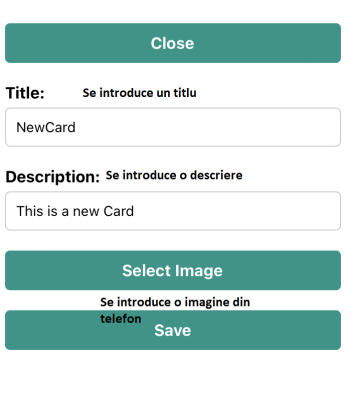 Close
Title: Se introduce un titlu
NewCard
Description: Se introduce o descriere
This is a new Card
Select Image
Se introduce o imagine din
telefon
Save